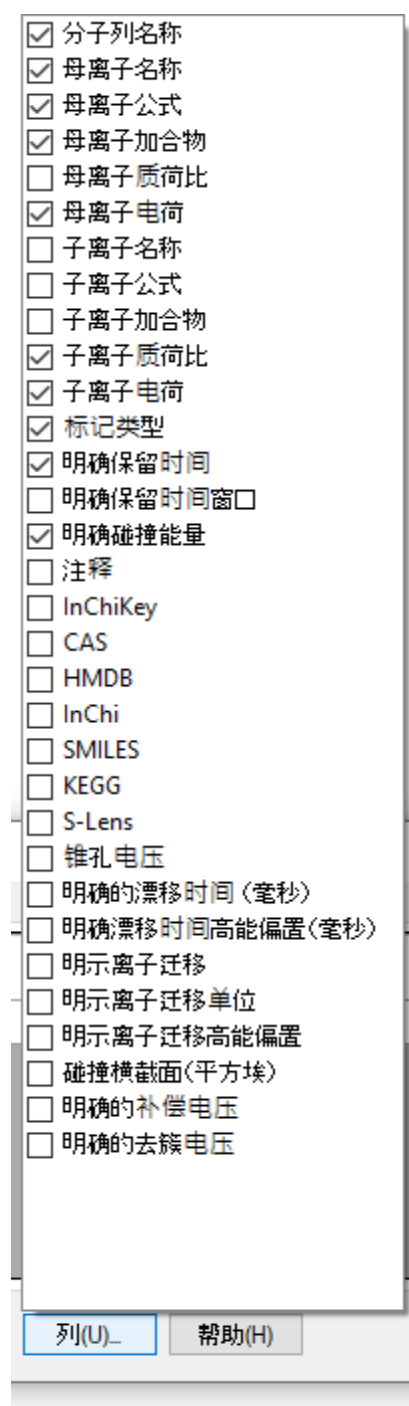 分子列名称
母离子名称
母离子公式
母离子加合物
母离子质荷比
母离子电荷
子离子名称
子离子公式
子离子加合物
子离子质荷比
子离子电荷
标记类型
明确保留时间
明确保留时间窗口
明确碰撞能量
注释
InChiKey
CAS
HMDB
InChi
SMILES
KEGG
S-Lens
锥孔电压
明确的漂移时间 (毫秒)
明确漂移时间高能偏置(毫秒)
明示离子迁移
明示离子迁移单位
明示离子迁移高能偏置
碰撞横截面(平方埃)
明确的补偿电压
明确的去簇电压
列(U)... 帮助(H)